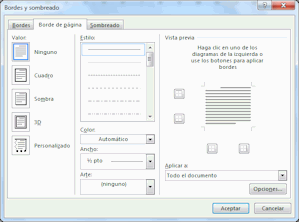 Bordes y sombreado
Bordes
Borde de página
Sombreado
Valor:
Ninguno
Cuadro
Sombra
3D
Personalizado
Estilo:
Color:
Automático
Ancho:
½ pto
Arte:
(ninguno)
Vista previa
Haga clic en uno de los
diagramas de la izquierda o
use los botones para aplicar
bordes
Aplicar a:
Todo el documento
Opciones...
Aceptar
Cancelar